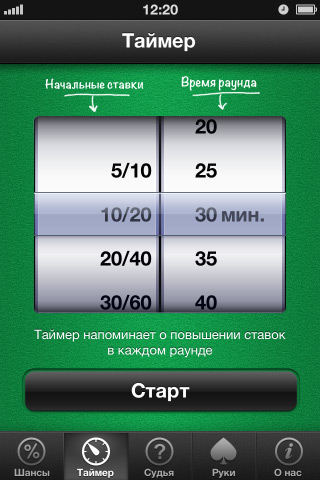 12:20
Таймер
Начальные ставки
Время раунда
20
5/10
25
10/20
30 мин.
20/40
35
30/60
40
Таймер напоминает о повышении ставок
в каждом раунде
Старт
%
?
i
Шансы
Таймер
Судья
Руки
О нас